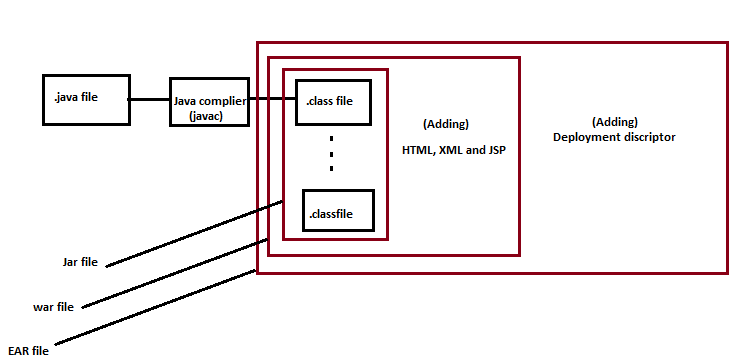 .java file
Java complier
(javac)
.class file
(Adding)
HTML, XML and JSP
(Adding)
Deployment discriptor
.classfile
Jar file
war file
EAR file